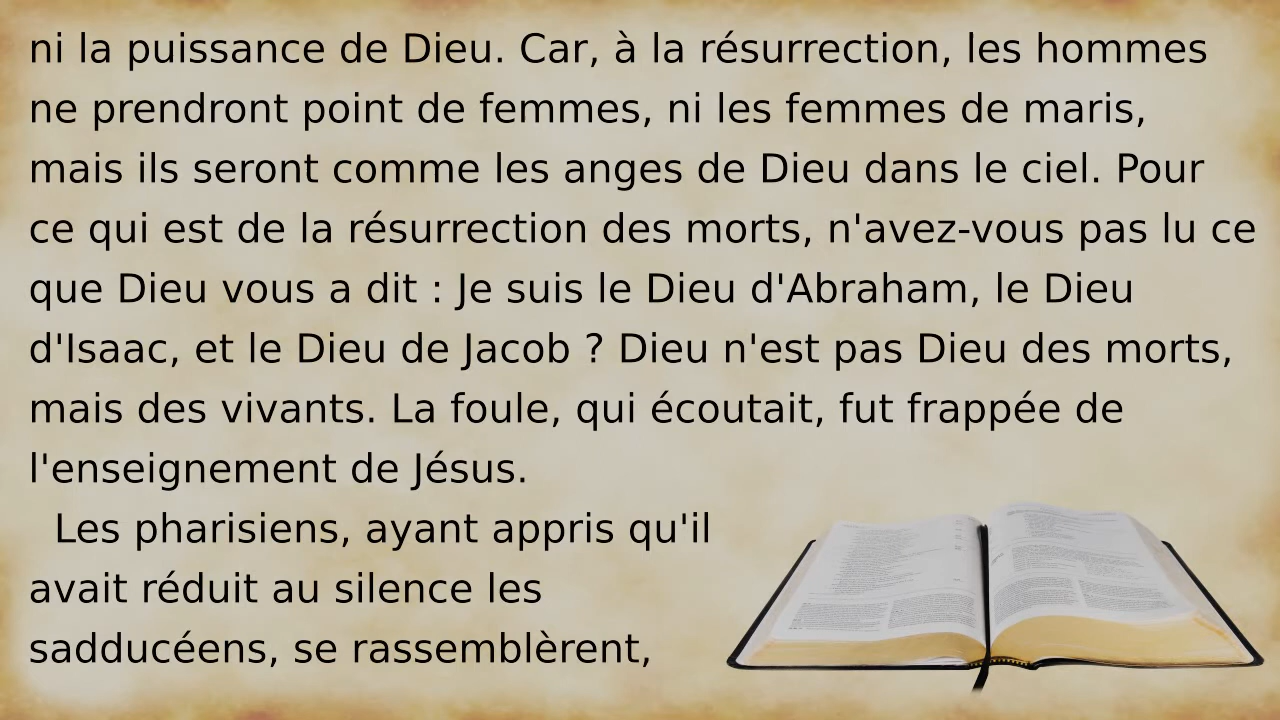 ni la puissance de Dieu. Car, à la résurrection, les hommes
ne prendront point de femmes, ni les femmes de maris,
mais ils seront comme les anges de Dieu dans le ciel. Pour
ce qui est de la résurrection des morts, n'avez-vous pas lu ce
que Dieu vous a dit : Je suis le Dieu d'Abraham, le Dieu
d'Isaac, et le Dieu de Jacob ? Dieu n'est pas Dieu des morts,
mais des vivants. La foule, qui écoutait, fut frappée de
l'enseignement de Jésus.
Les pharisiens, ayant appris qu'il
avait réduit au silence les
sadducéens, se rassemblèrent,